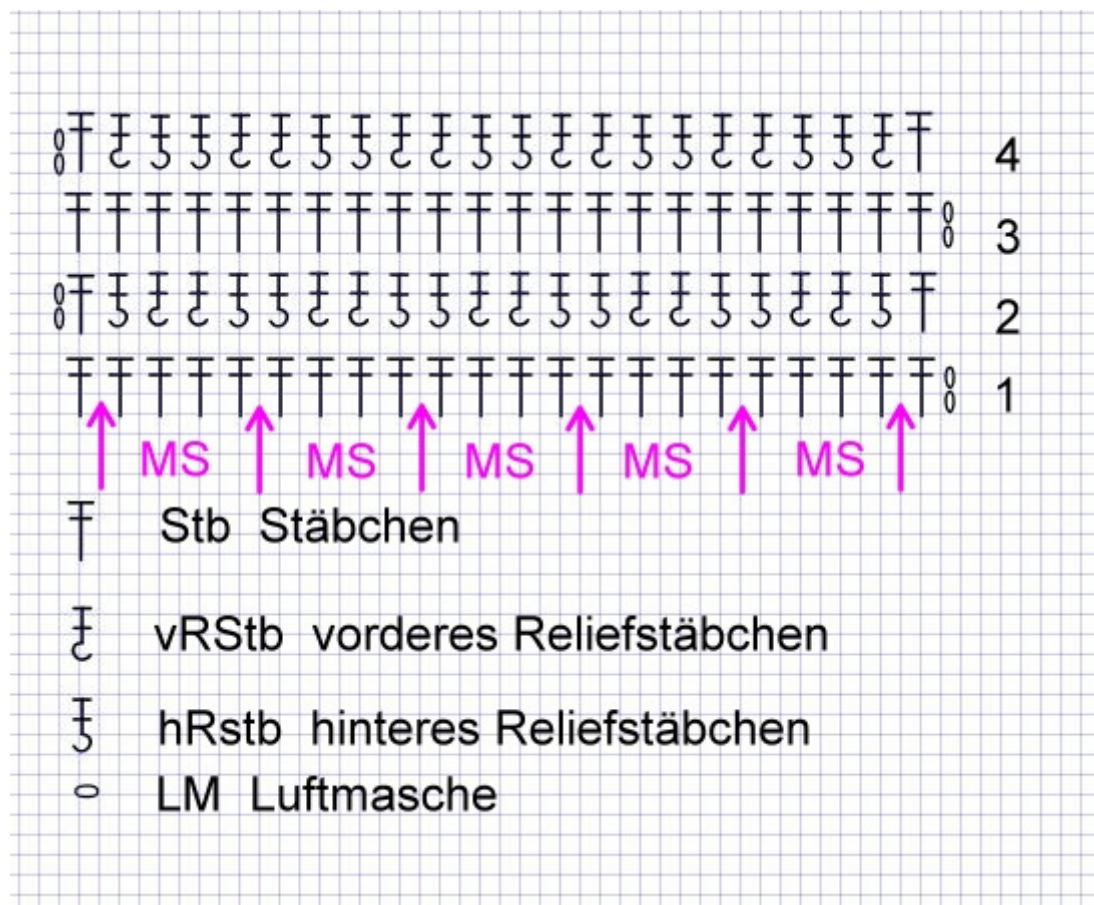 4
3
2
1
MS MS MS MS MS
Stb Stäbchen
vRStb vorderes Reliefstäbchen
hRstb hinteres Reliefstäbchen
LM Luftmasche